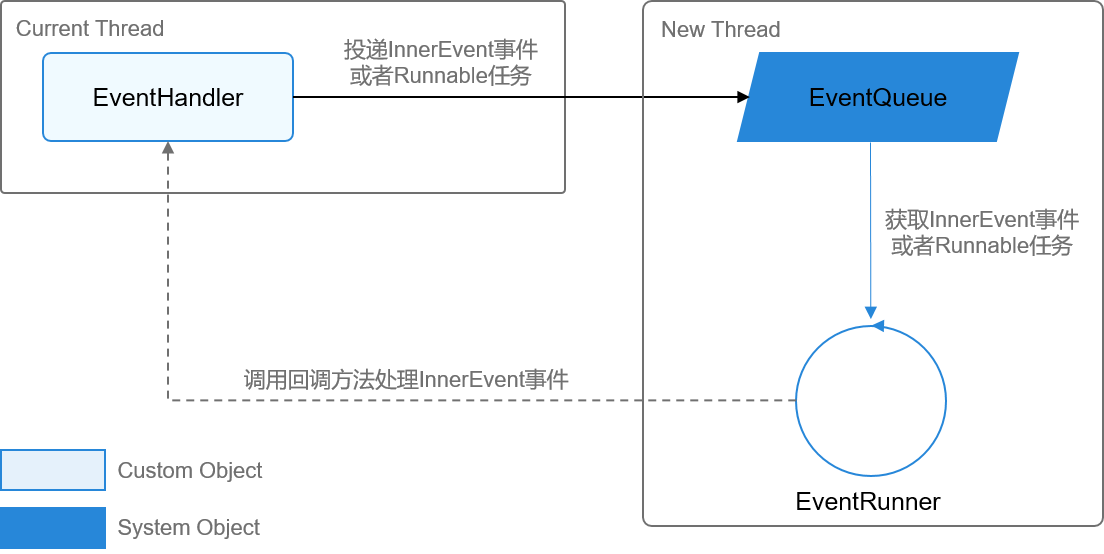 Current Thread
EventHandler
投递InnerEvent事件
或者Runnable任务
New Thread
EventQueue
获取InnerEvent事件
或者Runnable任务
调用回调方法处理InnerEvent事件
EventRunner
Custom Object
System Object